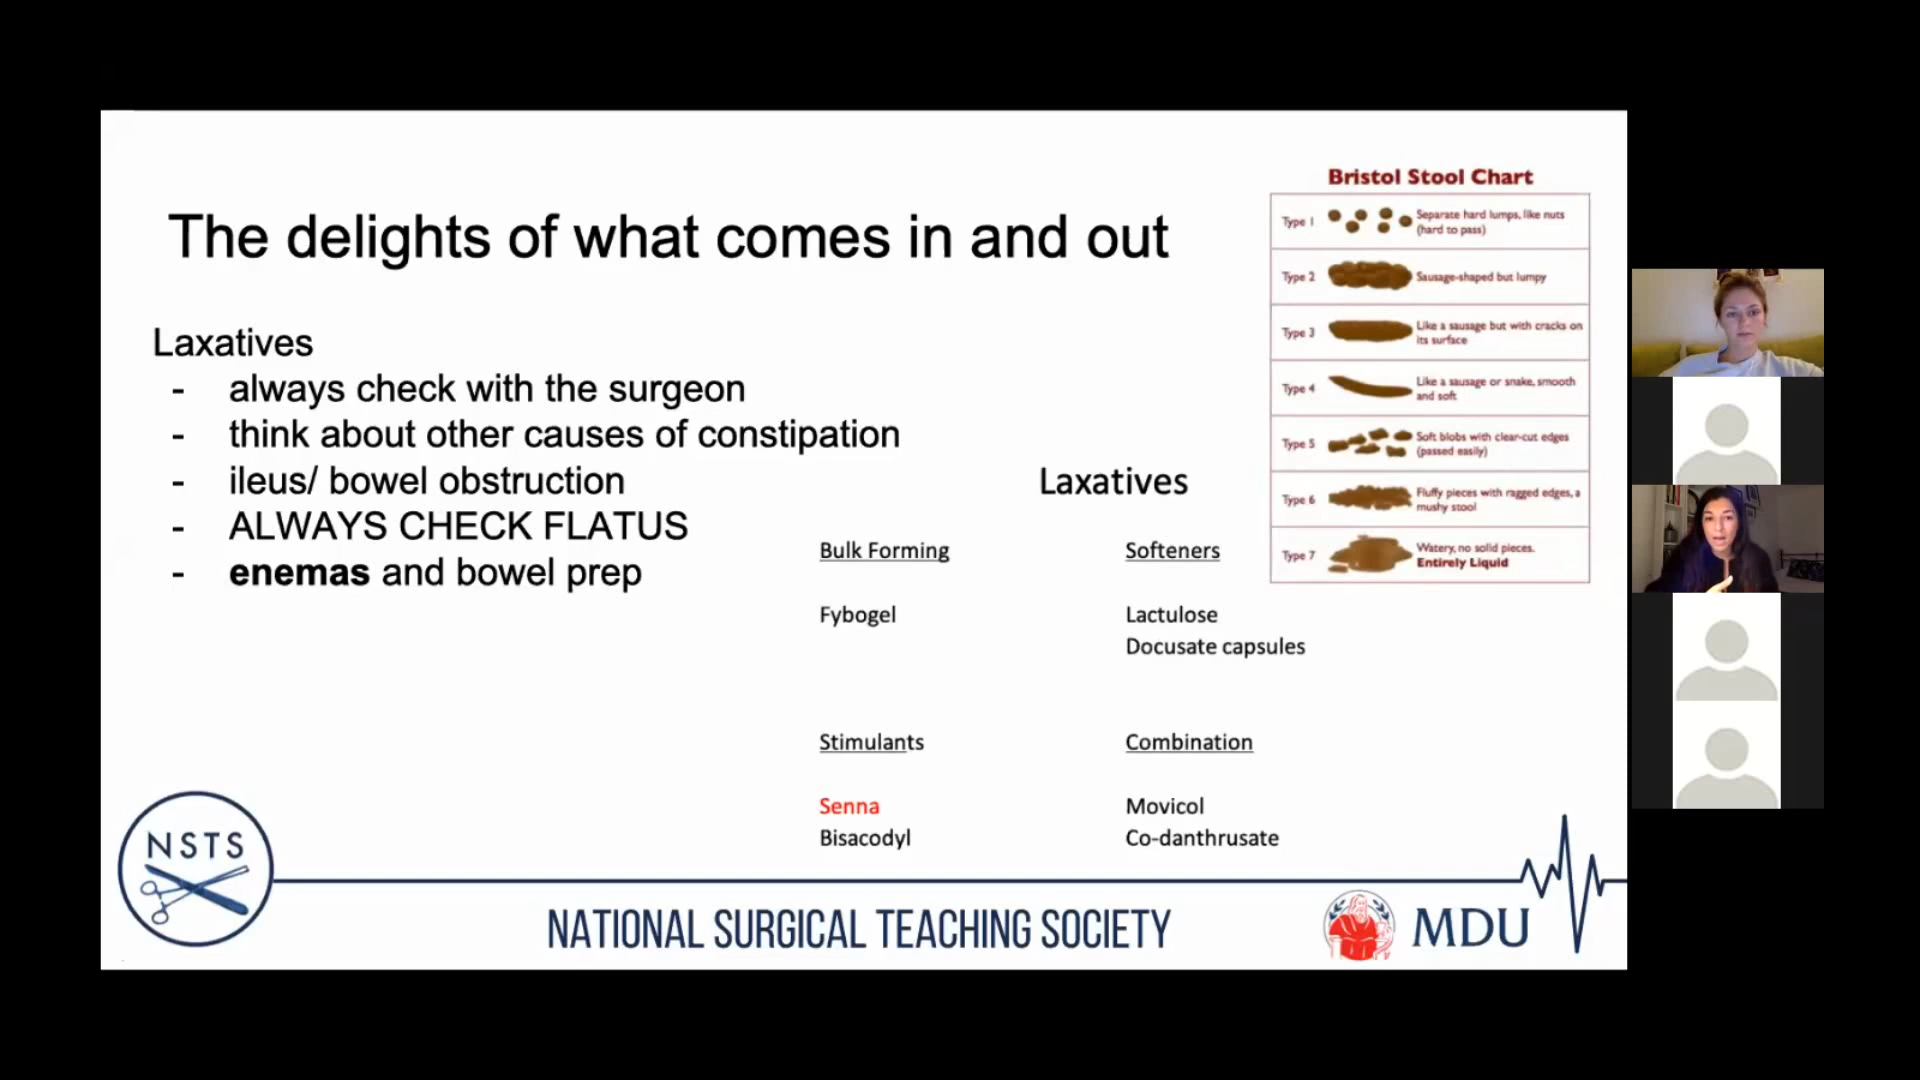 The delights of what comes in and out
Laxatives
- always check with the surgeon
- think about other causes of constipation
- ileus/ bowel obstruction
- ALWAYS CHECK FLATUS
- enemas and bowel prep
Laxatives
Bulk Forming
Fybogel
Softeners
Lactulose
Docusate capsules
Stimulants
Senna
Bisacodyl
Combination
Movicol
Co-danthrusate
Bristol Stool Chart
Type 1 Separate hard lumps, like nuts
(hard to pass)
Type 2 Sausage-shaped but lumpy
Type 3 Like a sausage but with cracks on
its surface
Type 4 Like a sausage or snake, smooth
and soft
Type 5 Soft blobs with clear-cut edges
(passed easily)
Type 6 Fluffy pieces with ragged edges, a
mushy stool
Type 7 Watery, no solid pieces.
Entirely Liquid
NSTS
NATIONAL SURGICAL TEACHING SOCIETY
MDU